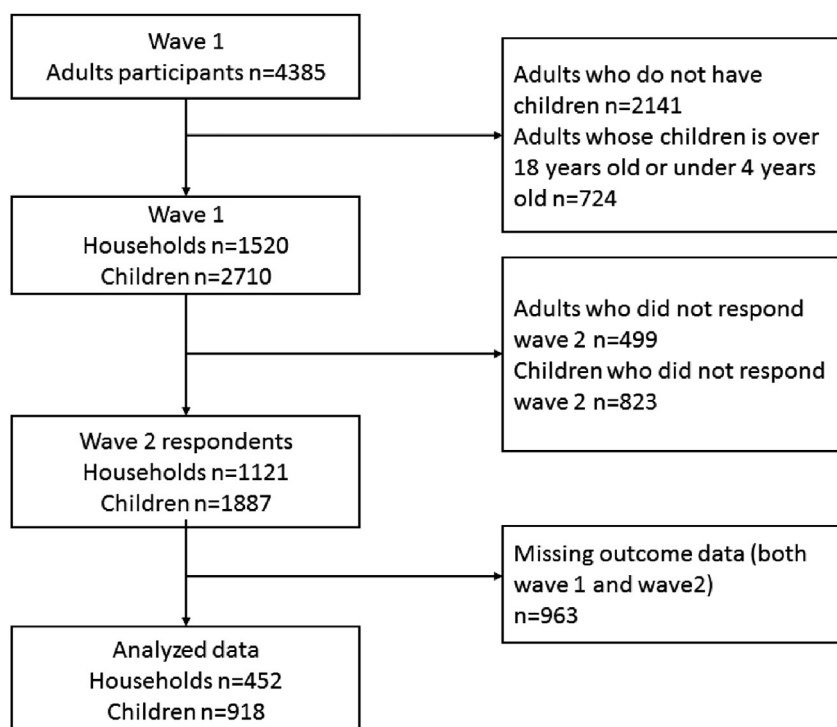 Wave 1
Adults participants n=4385
Adults who do not have
children n=2141
Adults whose children is over
18 years old or under 4 years
old n=724
Wave 1
Households n=1520
Children n=2710
Adults who did not respond
wave 2 n=499
Children who did not respond
wave 2 n=823
Wave 2 respondents
Households n=1121
Children n=1887
Missing outcome data (both
wave 1 and wave2)
n=963
Analyzed data
Households n=452
Children n=918